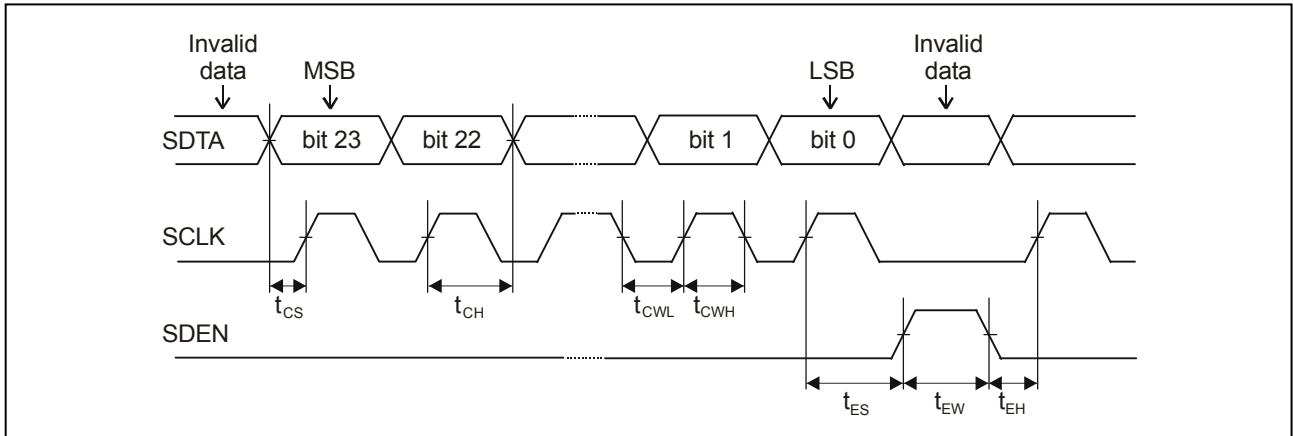 Invalid
data
MSB
LSB
Invalid
data
SDTA
bit 23
bit 22
bit 1
bit 0
SCLK
tCS
tCH
tCWL
tCWH
SDEN
tES
tEW
tEH